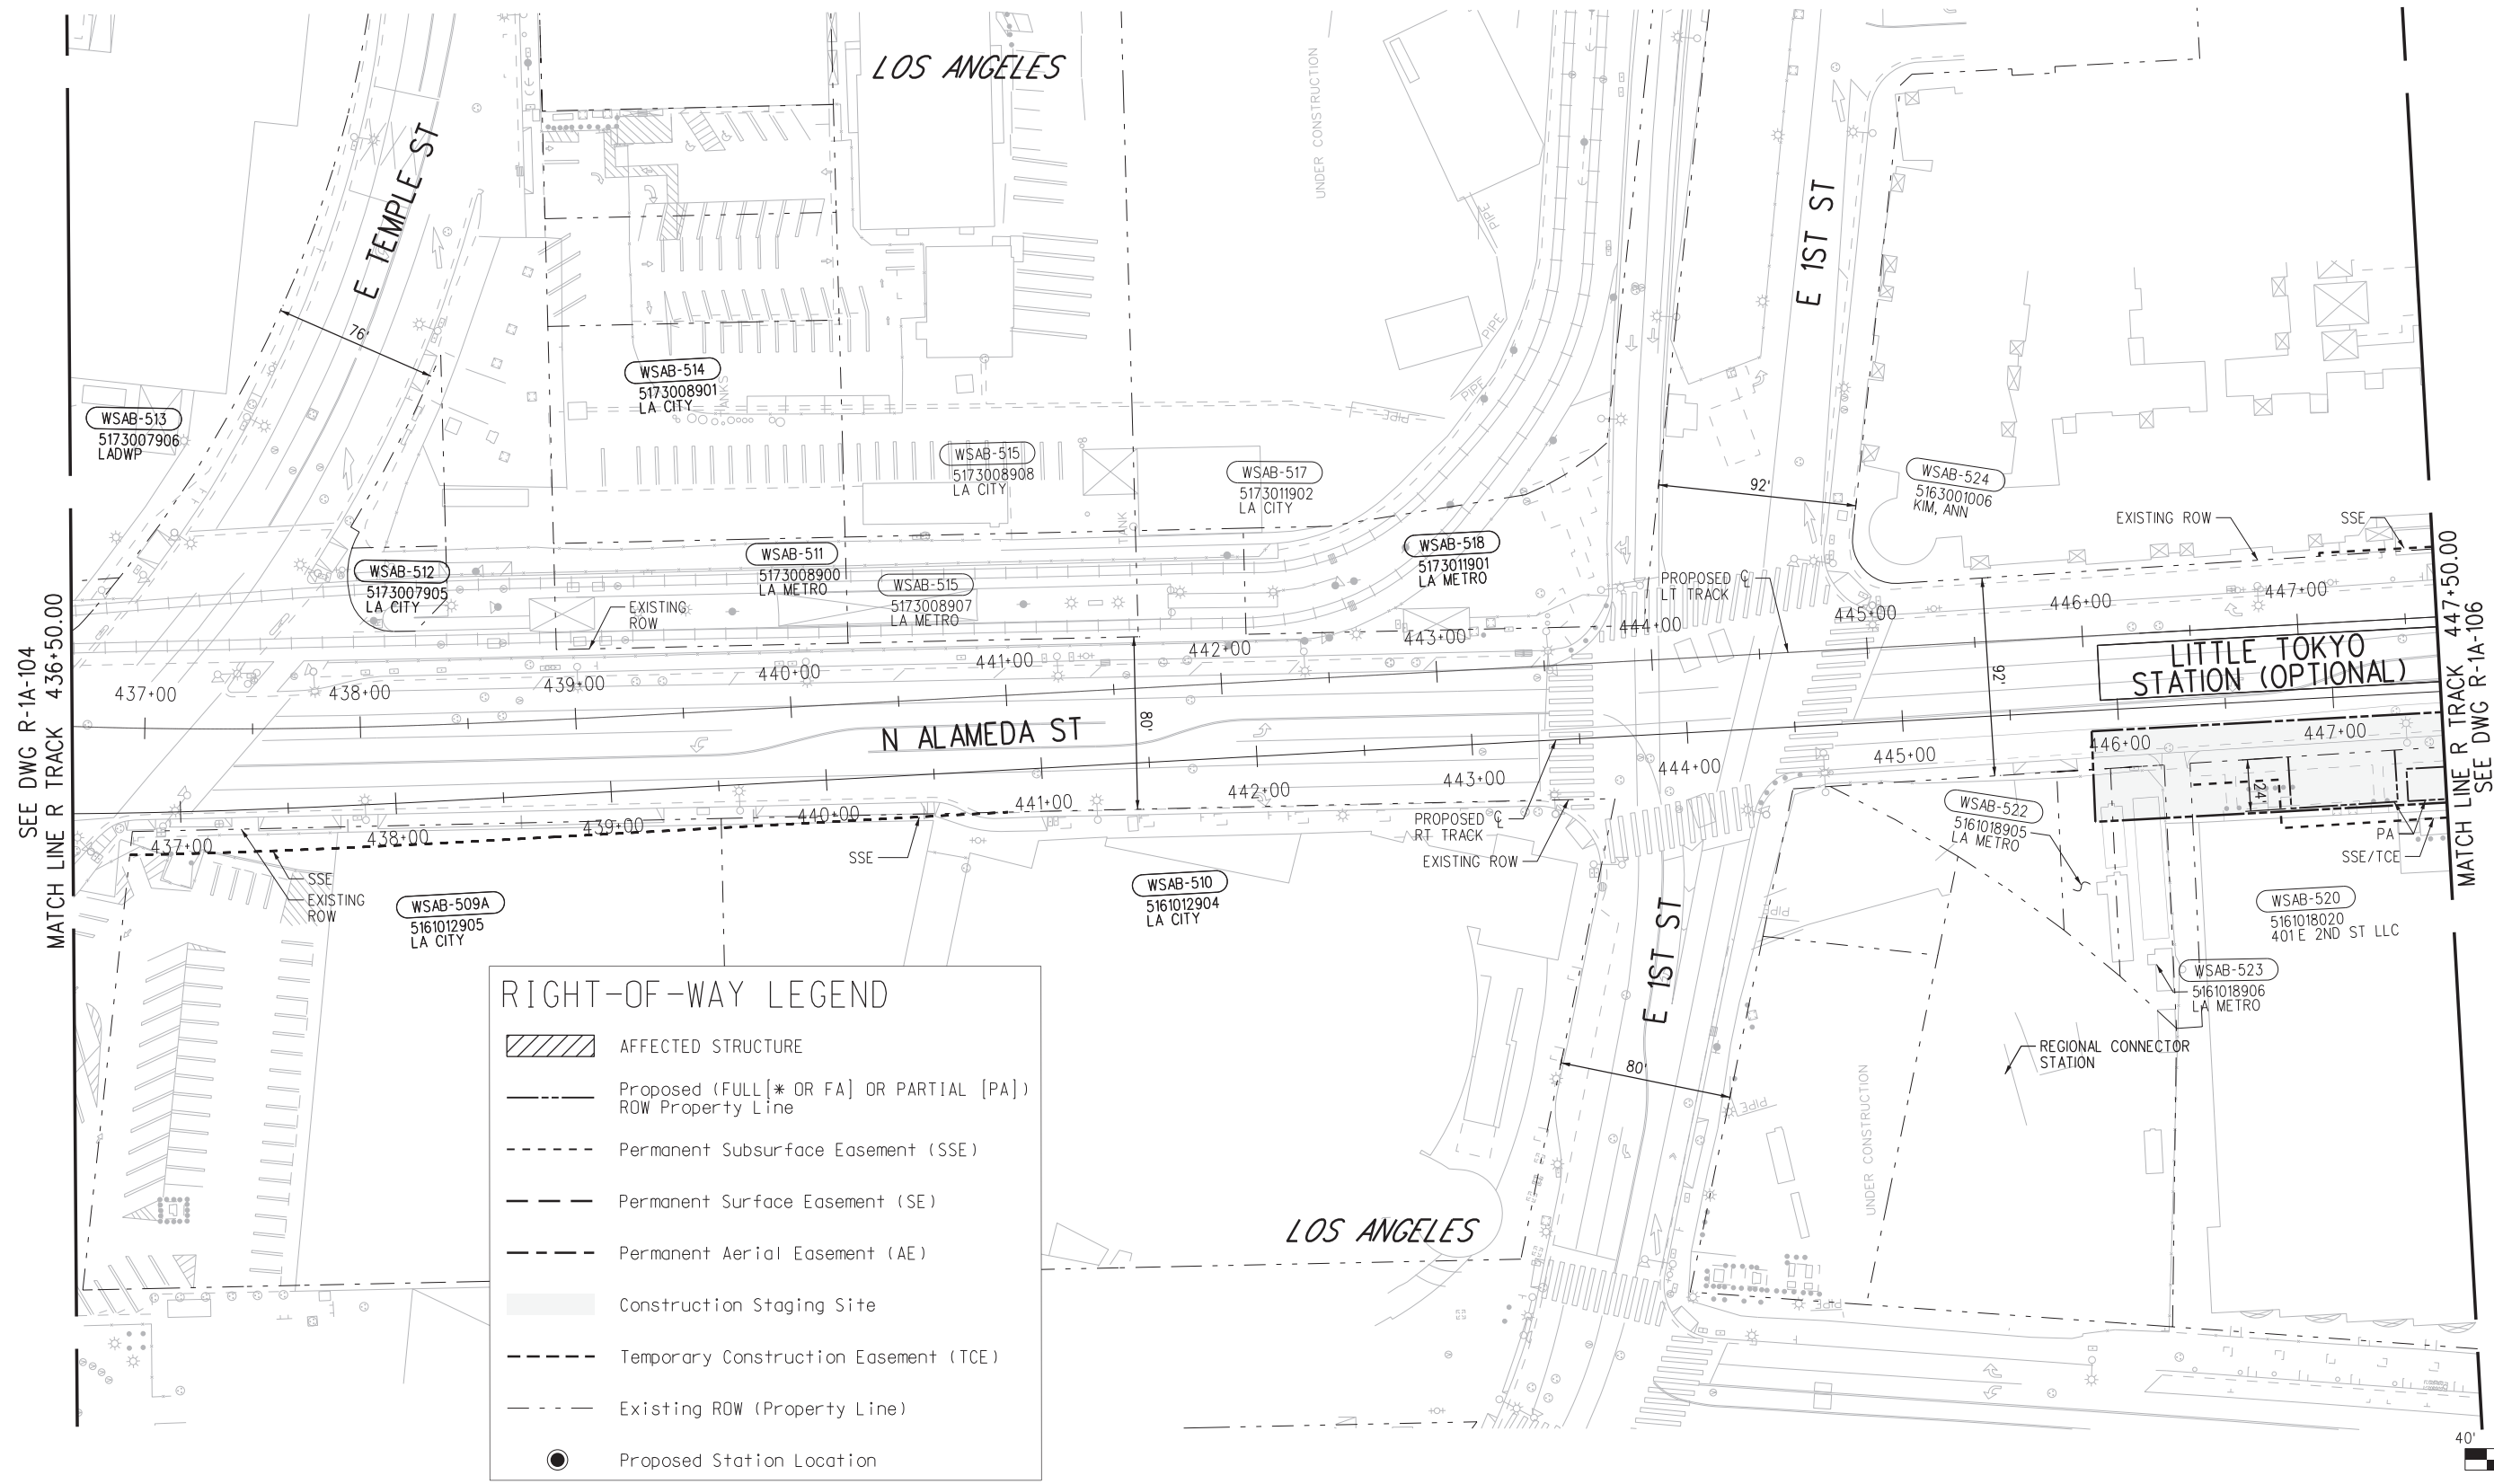 LOS ANGELES
UNDER CONSTRUCTION
E TEMPLE ST
76'
E 1ST ST
PIPE
PIPE
PIPE
PIPE
92'
WSAB-513
5173007906
LADWP
WSAB-514
5173008901
LA CITY
TANKS
WSAB-515
5173008908
LA CITY
WSAB-517
5173011902
LA CITY
TANK
WSAB-524
5163001006
KIM, ANN
EXISTING ROW
SSE
WSAB-512
5173007905
LA CITY
WSAB-511
5173008900
LA METRO
WSAB-515
5173008907
LA METRO
EXISTING
ROW
WSAB-518
5173011901
LA METRO
PROPOSED CL
LT TRACK
SEE DWG R-1A-104
MATCH LINE R TRACK 436+50.00
MATCH LINE R TRACK 447+50.00
SEE DWG R-1A-106
437+00
438+00
439+00
440+00
441+00
442+00
443+00
444+00
445+00
446+00
447+00
LITTLE TOKYO
STATION (OPTIONAL)
92'
N ALAMEDA ST
80'
437+00
438+00
439+00
440+00
441+00
442+00
443+00
444+00
445+00
446+00
447+00
24'
SSE
EXISTING
ROW
SSE
PROPOSED CL
RT TRACK
EXISTING ROW
WSAB-522
5161018905
LA METRO
PA
SSE/TCE
WSAB-509A
5161012905
LA CITY
WSAB-510
5161012904
LA CITY
E 1ST ST
PIPE
WSAB-520
5161018020
401 E 2ND ST LLC
WSAB-523
5161018906
LA METRO
REGIONAL CONNECTOR
STATION
80'
PIPE
UNDER CONSTRUCTION
LOS ANGELES
PIPE
RIGHT-OF-WAY LEGEND
AFFECTED STRUCTURE
Proposed (FULL[* OR FA] OR PARTIAL [PA])
ROW Property Line
Permanent Subsurface Easement (SSE)
Permanent Surface Easement (SE)
Permanent Aerial Easement (AE)
Construction Staging Site
Temporary Construction Easement (TCE)
Existing ROW (Property Line)
Proposed Station Location
40'